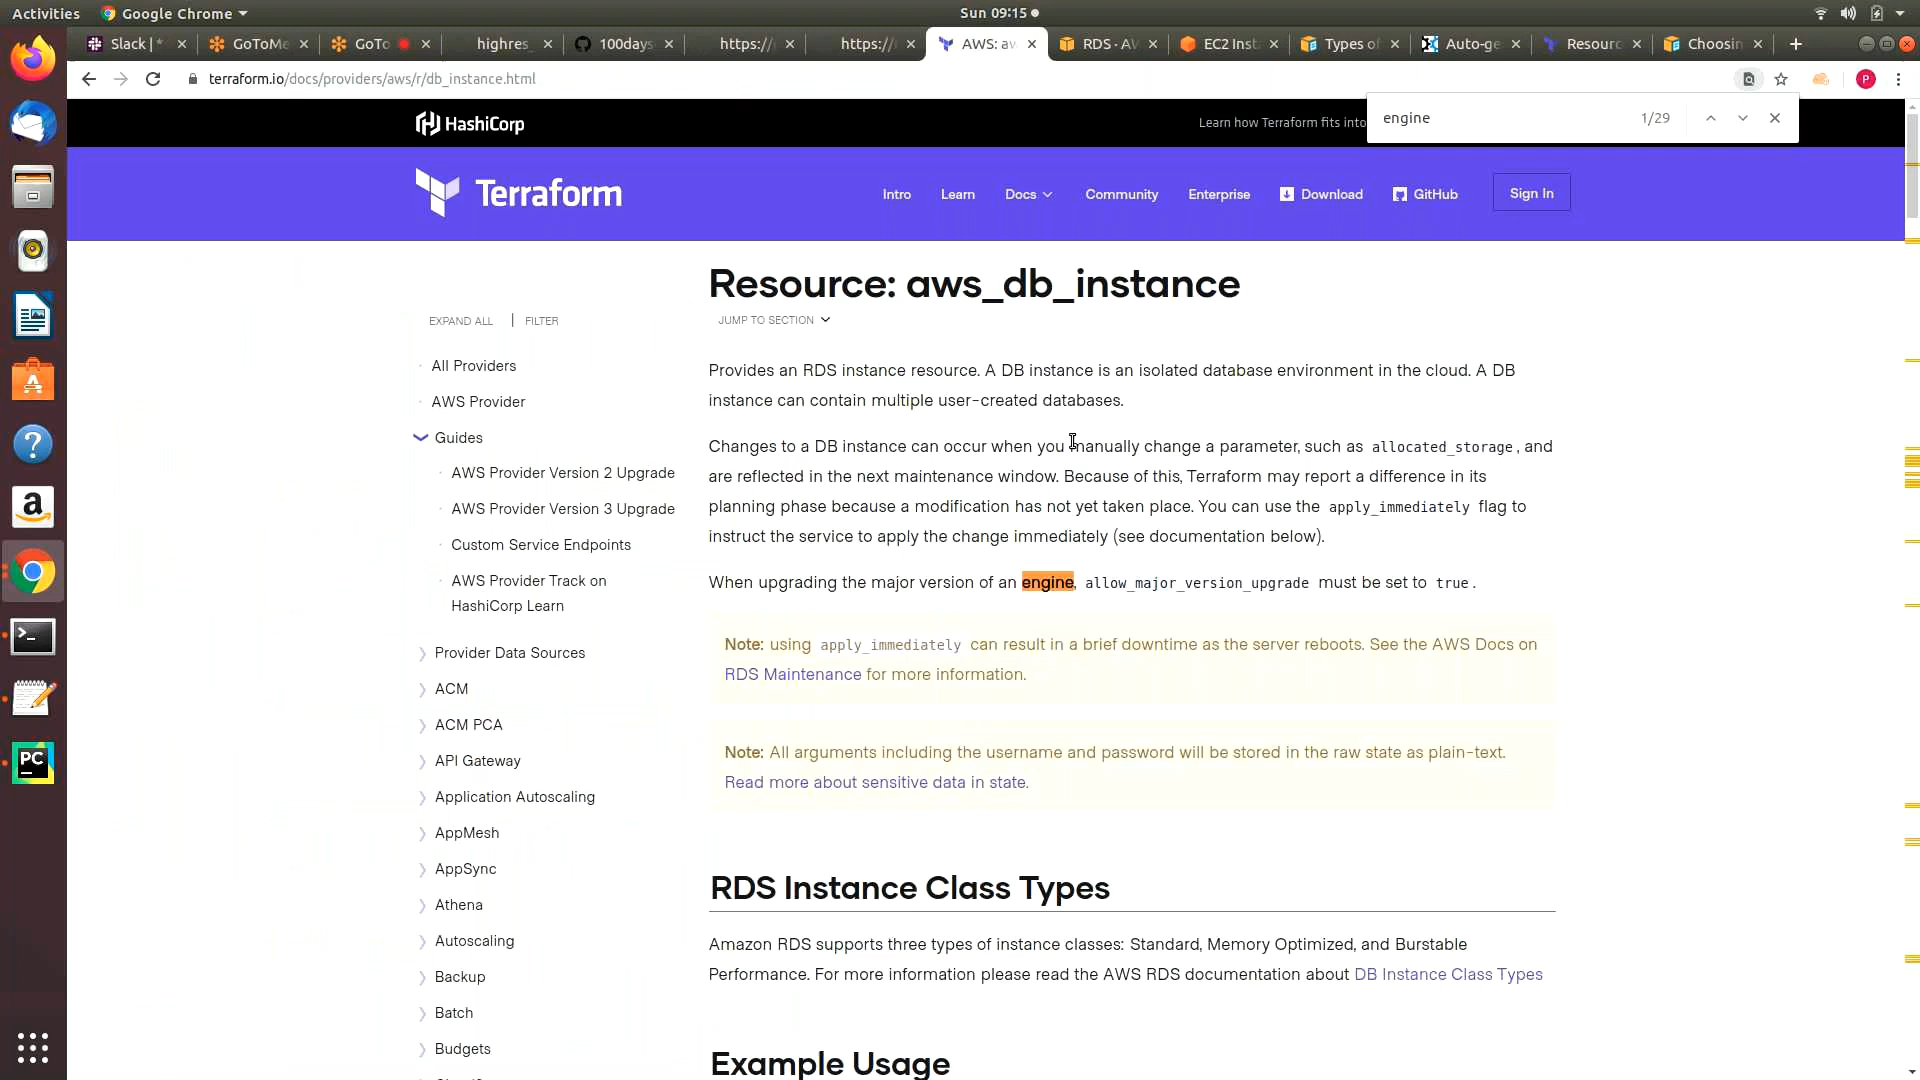 Activities
Google Chrome
Sun 09:15
Slack | *
GoToMe
GoTo
highres_
100days
https://
https://
AWS: aw
RDS · AV
EC2 Inst
Types of
Auto-ge
Resourc
Choosin
terraform.io/docs/providers/aws/r/db_instance.html
P
engine
1/29
HashiCorp
Learn how Terraform fits into
Terraform
Intro
Learn
Docs
Community
Enterprise
Download
GitHub
Sign In
Resource: aws_db_instance
JUMP TO SECTION
EXPAND ALL | FILTER
All Providers
AWS Provider
Guides
AWS Provider Version 2 Upgrade
AWS Provider Version 3 Upgrade
Custom Service Endpoints
AWS Provider Track on
HashiCorp Learn
Provider Data Sources
ACM
ACM PCA
API Gateway
Application Autoscaling
AppMesh
AppSync
Athena
Autoscaling
Backup
Batch
Budgets
Provides an RDS instance resource. A DB instance is an isolated database environment in the cloud. A DB
instance can contain multiple user-created databases.
Changes to a DB instance can occur when you manually change a parameter, such as allocated_storage, and
are reflected in the next maintenance window. Because of this, Terraform may report a difference in its
planning phase because a modification has not yet taken place. You can use the apply_immediately flag to
instruct the service to apply the change immediately (see documentation below).
When upgrading the major version of an engine, allow_major_version_upgrade must be set to true.
Note: using apply_immediately can result in a brief downtime as the server reboots. See the AWS Docs on
RDS Maintenance for more information.
Note: All arguments including the username and password will be stored in the raw state as plain-text.
Read more about sensitive data in state.
RDS Instance Class Types
Amazon RDS supports three types of instance classes: Standard, Memory Optimized, and Burstable
Performance. For more information please read the AWS RDS documentation about DB Instance Class Types
Example Usage
PC